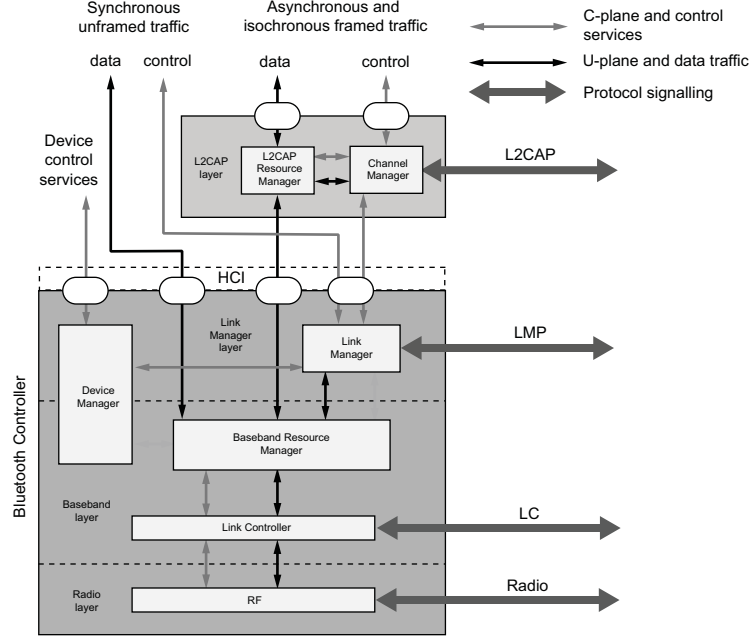 Synchronous
unframed traffic
Asynchronous and
isochronous framed traffic
C-plane and control
services
U-plane and data traffic
Protocol signalling
data
control
data
control
Device
control
services
L2CAP
layer
L2CAP
Resource
Manager
Channel
Manager
L2CAP
HCI
Link
Manager
layer
Link
Manager
LMP
Device
Manager
Bluetooth Controller
Baseband Resource
Manager
Baseband
layer
Link Controller
LC
Radio
layer
RF
Radio